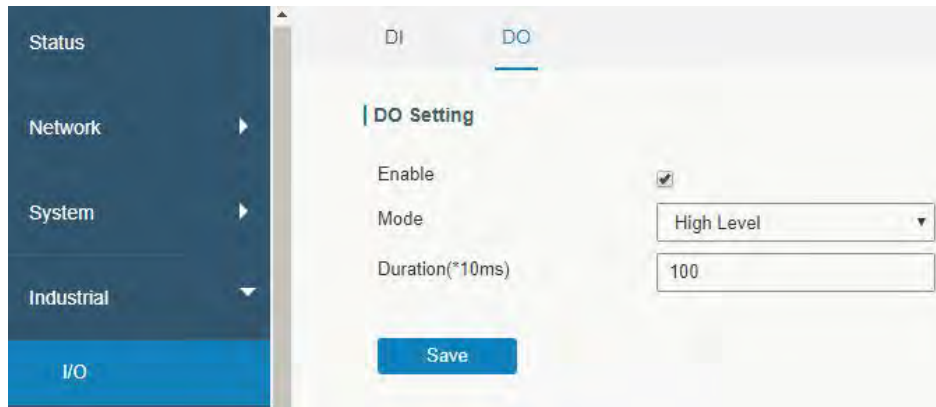 Status
Network
System
Industrial
I/O
DI DO
DO Setting
Enable
Mode High Level
Duration(*10ms) 100
Save